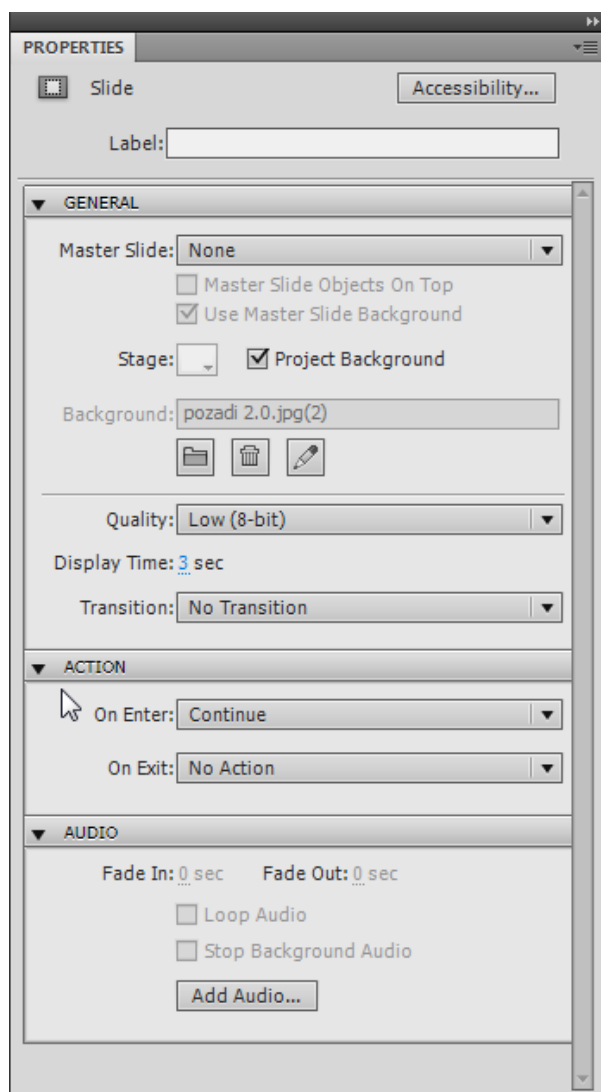 PROPERTIES
Slide
Accessibility...
Label:
GENERAL
Master Slide: None
Master Slide Objects On Top
Use Master Slide Background
Stage: Project Background
Background: pozadi 2.0.jpg(2)
Quality: Low (8-bit)
Display Time: 3 sec
Transition: No Transition
ACTION
On Enter: Continue
On Exit: No Action
AUDIO
Fade In: 0 sec Fade Out: 0 sec
Loop Audio
Stop Background Audio
Add Audio...